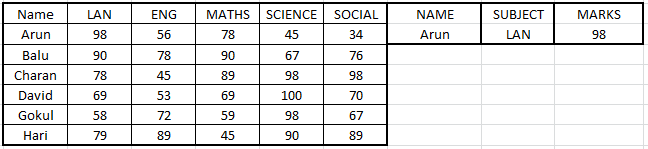 Name LAN ENG MATHS SCIENCE SOCIAL NAME SUBJECT MARKS
Arun 98 56 78 45 34 Arun LAN 98
Balu 90 78 90 67 76
Charan 78 45 89 98 98
David 69 53 69 100 70
Gokul 58 72 59 98 67
Hari 79 89 45 90 89